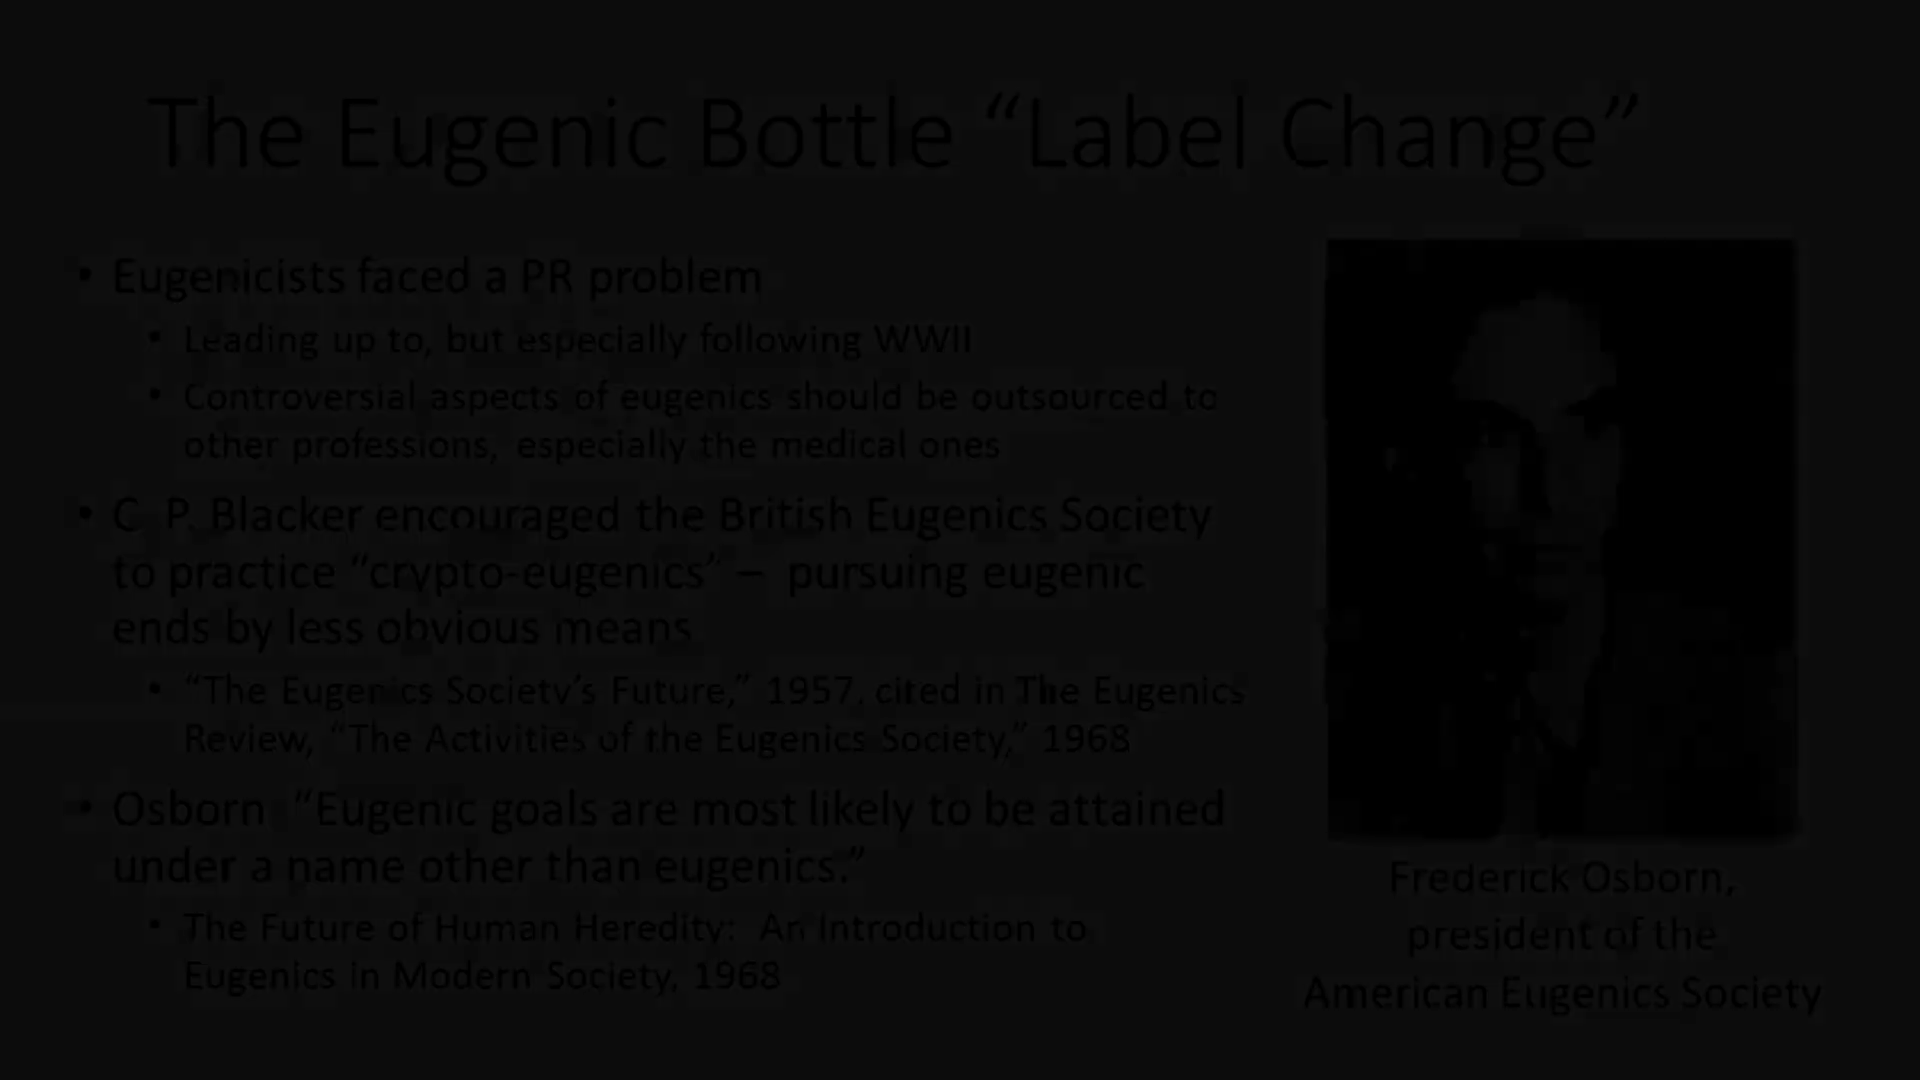 The Eugenic Bottle “Label Change”
• Eugenicists faced a PR problem
• Leading up to, but especially following WWII
• Controversial aspects of eugenics should be outsourced to
other professions, especially the medical ones
• C. P. Blacker encouraged the British Eugenics Society
to practice “crypto-eugenics” – pursuing eugenic
ends by less obvious means
• “The Eugenics Society’s Future,” 1957, cited in The Eugenics
Review, “The Activities of the Eugenics Society,” 1968
• Osborn “Eugenic goals are most likely to be attained
under a name other than eugenics.”
• The Future of Human Heredity: An Introduction to
Eugenics in Modern Society, 1968
Frederick Osborn,
president of the
American Eugenics Society